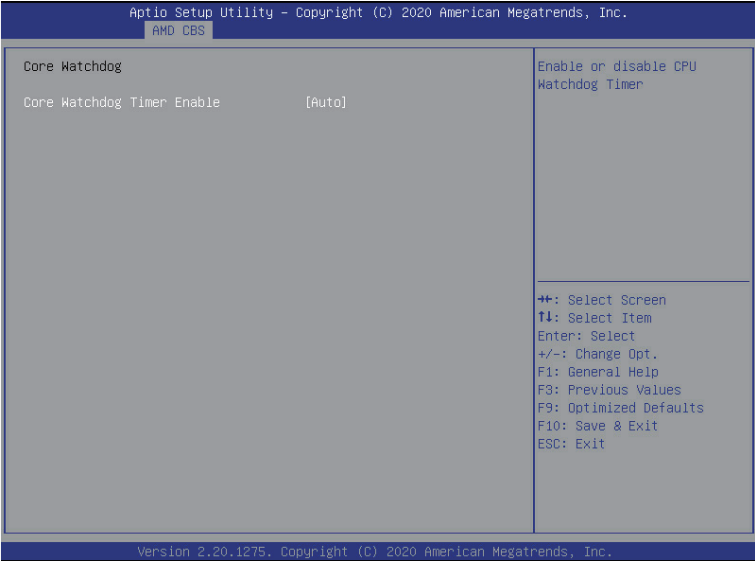 Aptio Setup Utility – Copyright (C) 2020 American Megatrends, Inc.
AMD CBS
Core Watchdog
Core Watchdog Timer Enable [Auto]
Enable or disable CPU
Watchdog Timer
→←: Select Screen
↑↓: Select Item
Enter: Select
+/-: Change Opt.
F1: General Help
F3: Previous Values
F9: Optimized Defaults
F10: Save & Exit
ESC: Exit
Version 2.20.1275. Copyright (C) 2020 American Megatrends, Inc.